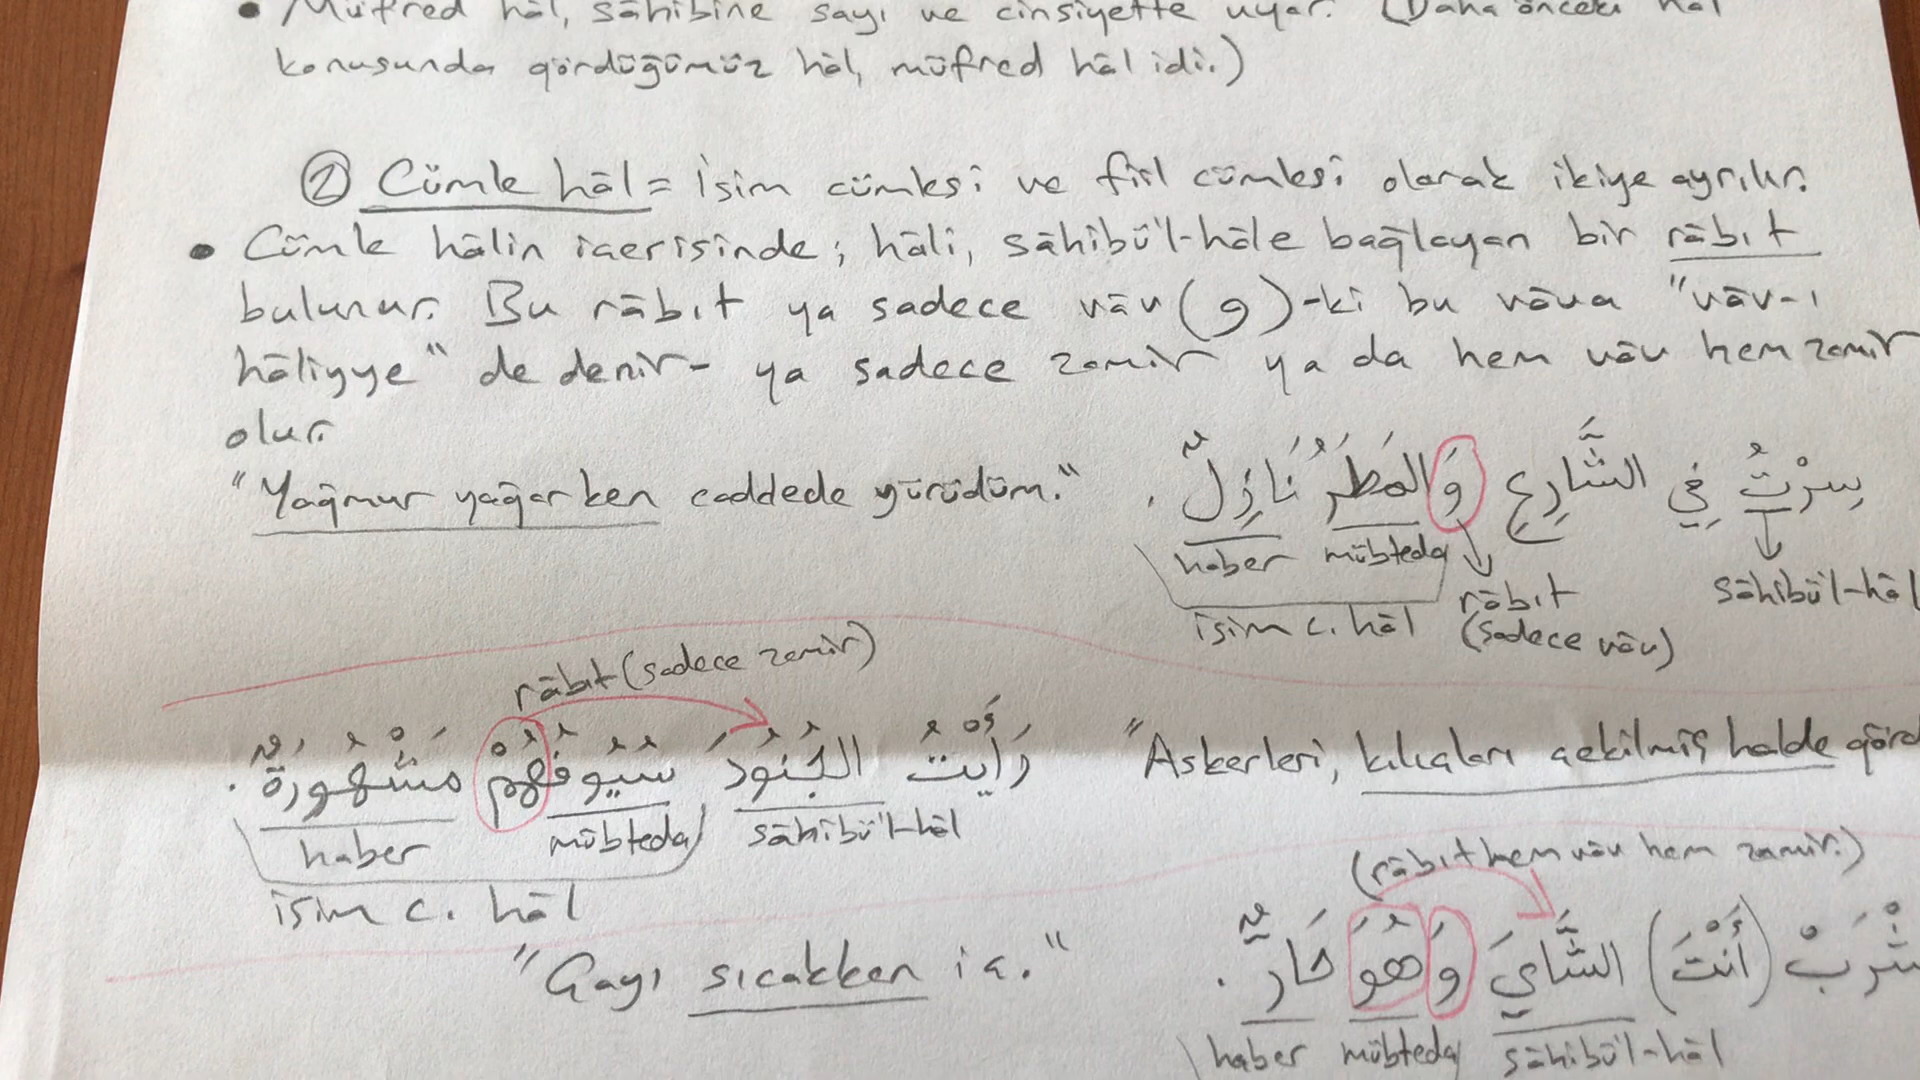 • Müfred hâl, sâhibine sayı ve cinsiyette uyar. (Daha önceki hâl
konusunda gördüğümüz hâl, müfred hâl idi.)
② Cümle hâl = İsim cümlesi ve fiil cümlesi olarak ikiye ayrılır.
• Cümle hâlin içerisinde; hâli, sâhibü'l-hâle bağlayan bir râbıt
bulunur. Bu râbıt ya sadece vâv (و) -ki bu vâva "vâv-ı
hâliyye" de denir- ya sadece zamir ya da hem vâv hem zamir
olur.
"Yağmur yağarken caddede yürüdüm." سِرْتُ فِي الشَّارِعِ وَالمَطَرُ نَازِلٌ .
haber mübteda râbıt (sadece vâv) sâhibü'l-hâl
isim c. hâl
râbıt (sadece zamir)
رَأَيْتُ الجُنُودَ سُيُوفُهُمْ مَشْهُورَةٌ . "Askerleri, kılıçları çekilmiş halde
haber mübteda sâhibü'l-hâl
isim c. hâl
(râbıt hem vâv hem zamir.)
"Çayı sıcakken iç." (أَنْتَ) الشَّايَ وَهُوَ حَارٌّ .
haber mübteda sâhibü'l-hâl